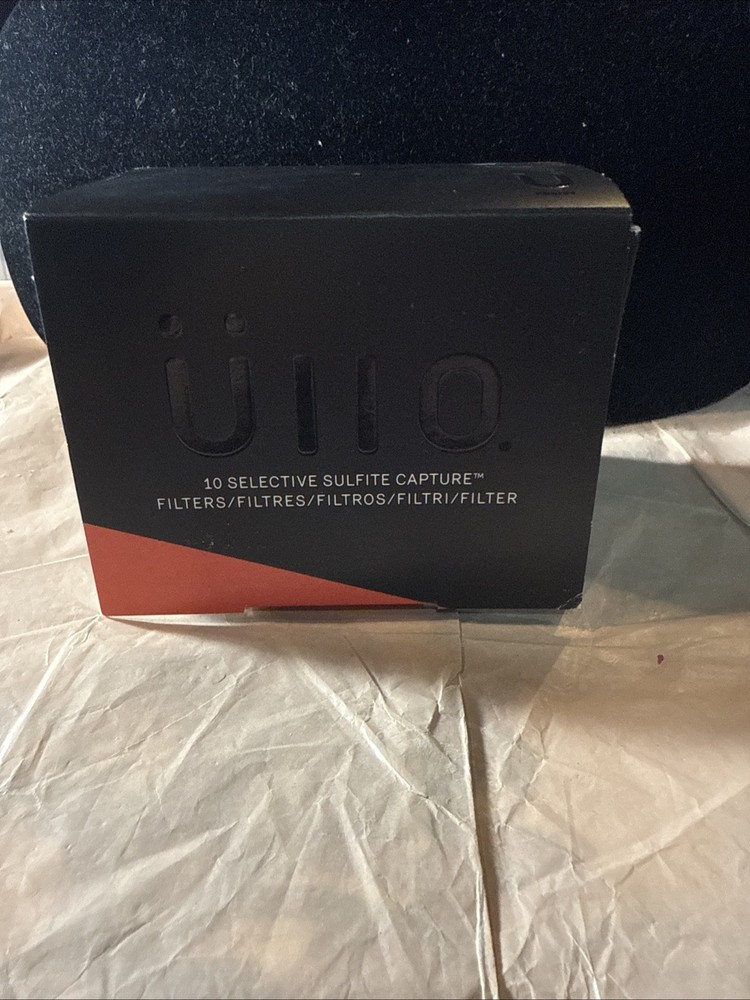 Üllo.
10 SELECTIVE SULFITE CAPTURE™
FILTERS/FILTRES/FILTROS/FILTRI/FILTER